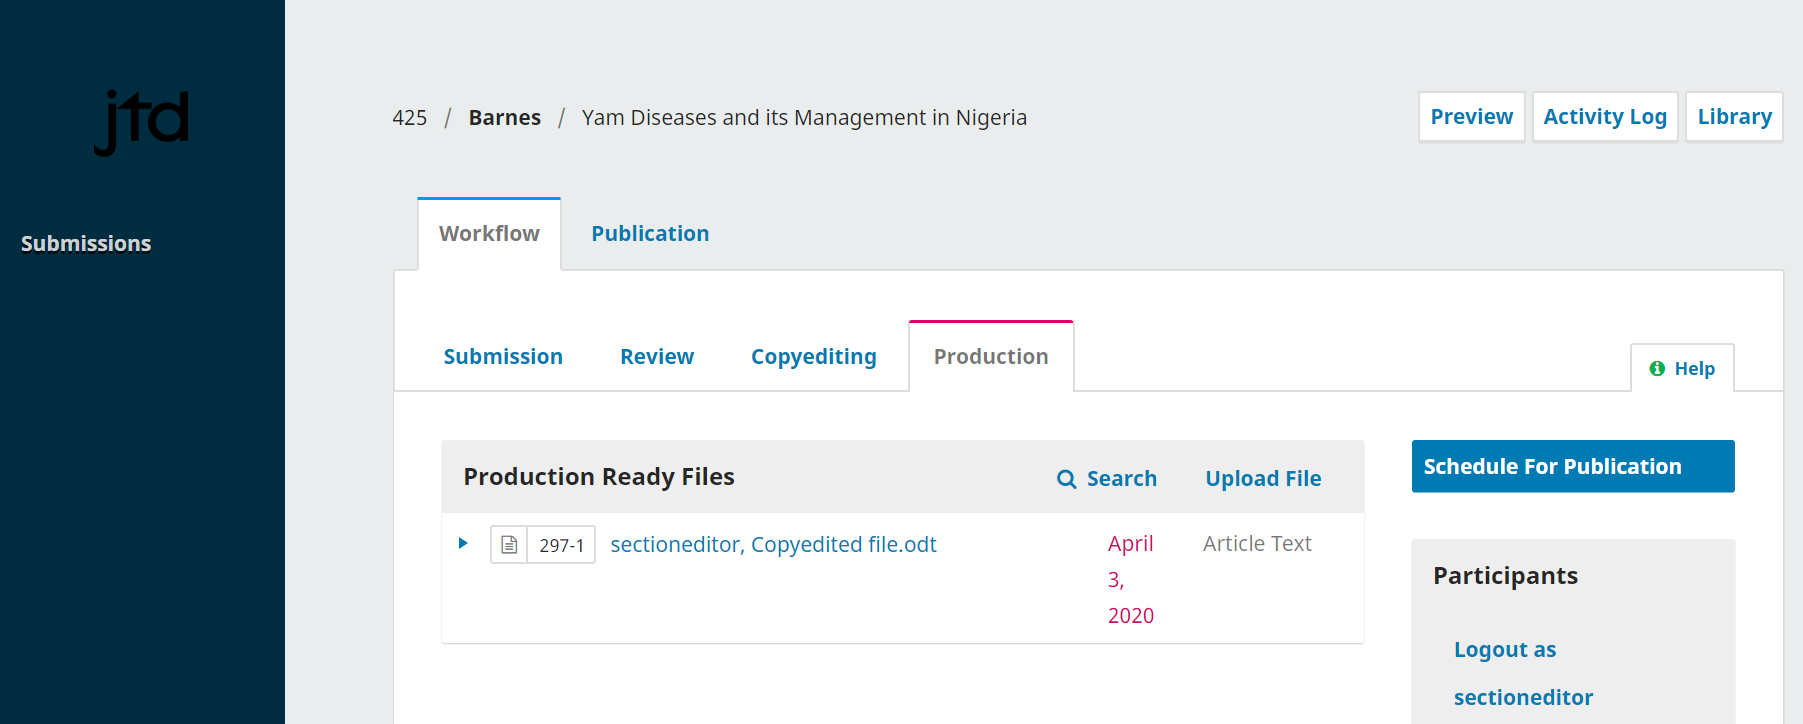 jtd
Submissions
425 / Barnes / Yam Diseases and its Management in Nigeria
Preview
Activity Log
Library
Workflow
Publication
Submission
Review
Copyediting
Production
Help
Production Ready Files
Search
Upload File
297-1
sectioneditor, Copyedited file.odt
April
3,
2020
Article Text
Schedule For Publication
Participants
Logout as
sectioneditor